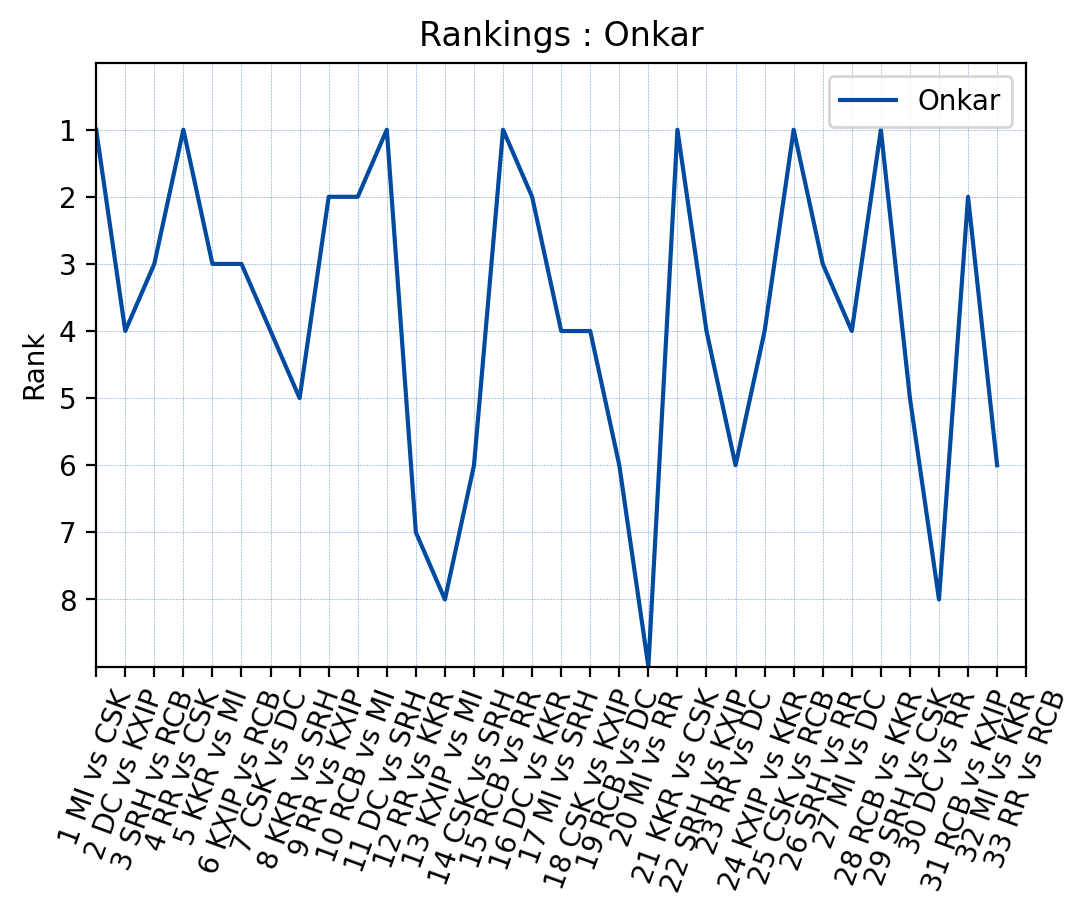 Rankings : Onkar
Onkar
Rank
1
2
3
4
5
6
7
8
1 MI vs CSK
2 DC vs KXIP
3 SRH vs RCB
4 RR vs CSK
5 KKR vs MI
6 KXIP vs RCB
7 CSK vs DC
8 KKR vs SRH
9 RR vs KXIP
10 RCB vs MI
11 DC vs SRH
12 RR vs KKR
13 KXIP vs MI
14 CSK vs SRH
15 RCB vs RR
16 DC vs KKR
17 MI vs SRH
18 CSK vs KXIP
19 RCB vs DC
20 MI vs RR
21 KKR vs CSK
22 SRH vs KXIP
23 RR vs DC
24 KXIP vs KKR
25 CSK vs RCB
26 SRH vs RR
27 MI vs DC
28 RCB vs KKR
29 SRH vs CSK
30 DC vs RR
31 RCB vs KXIP
32 MI vs KKR
33 RR vs RCB